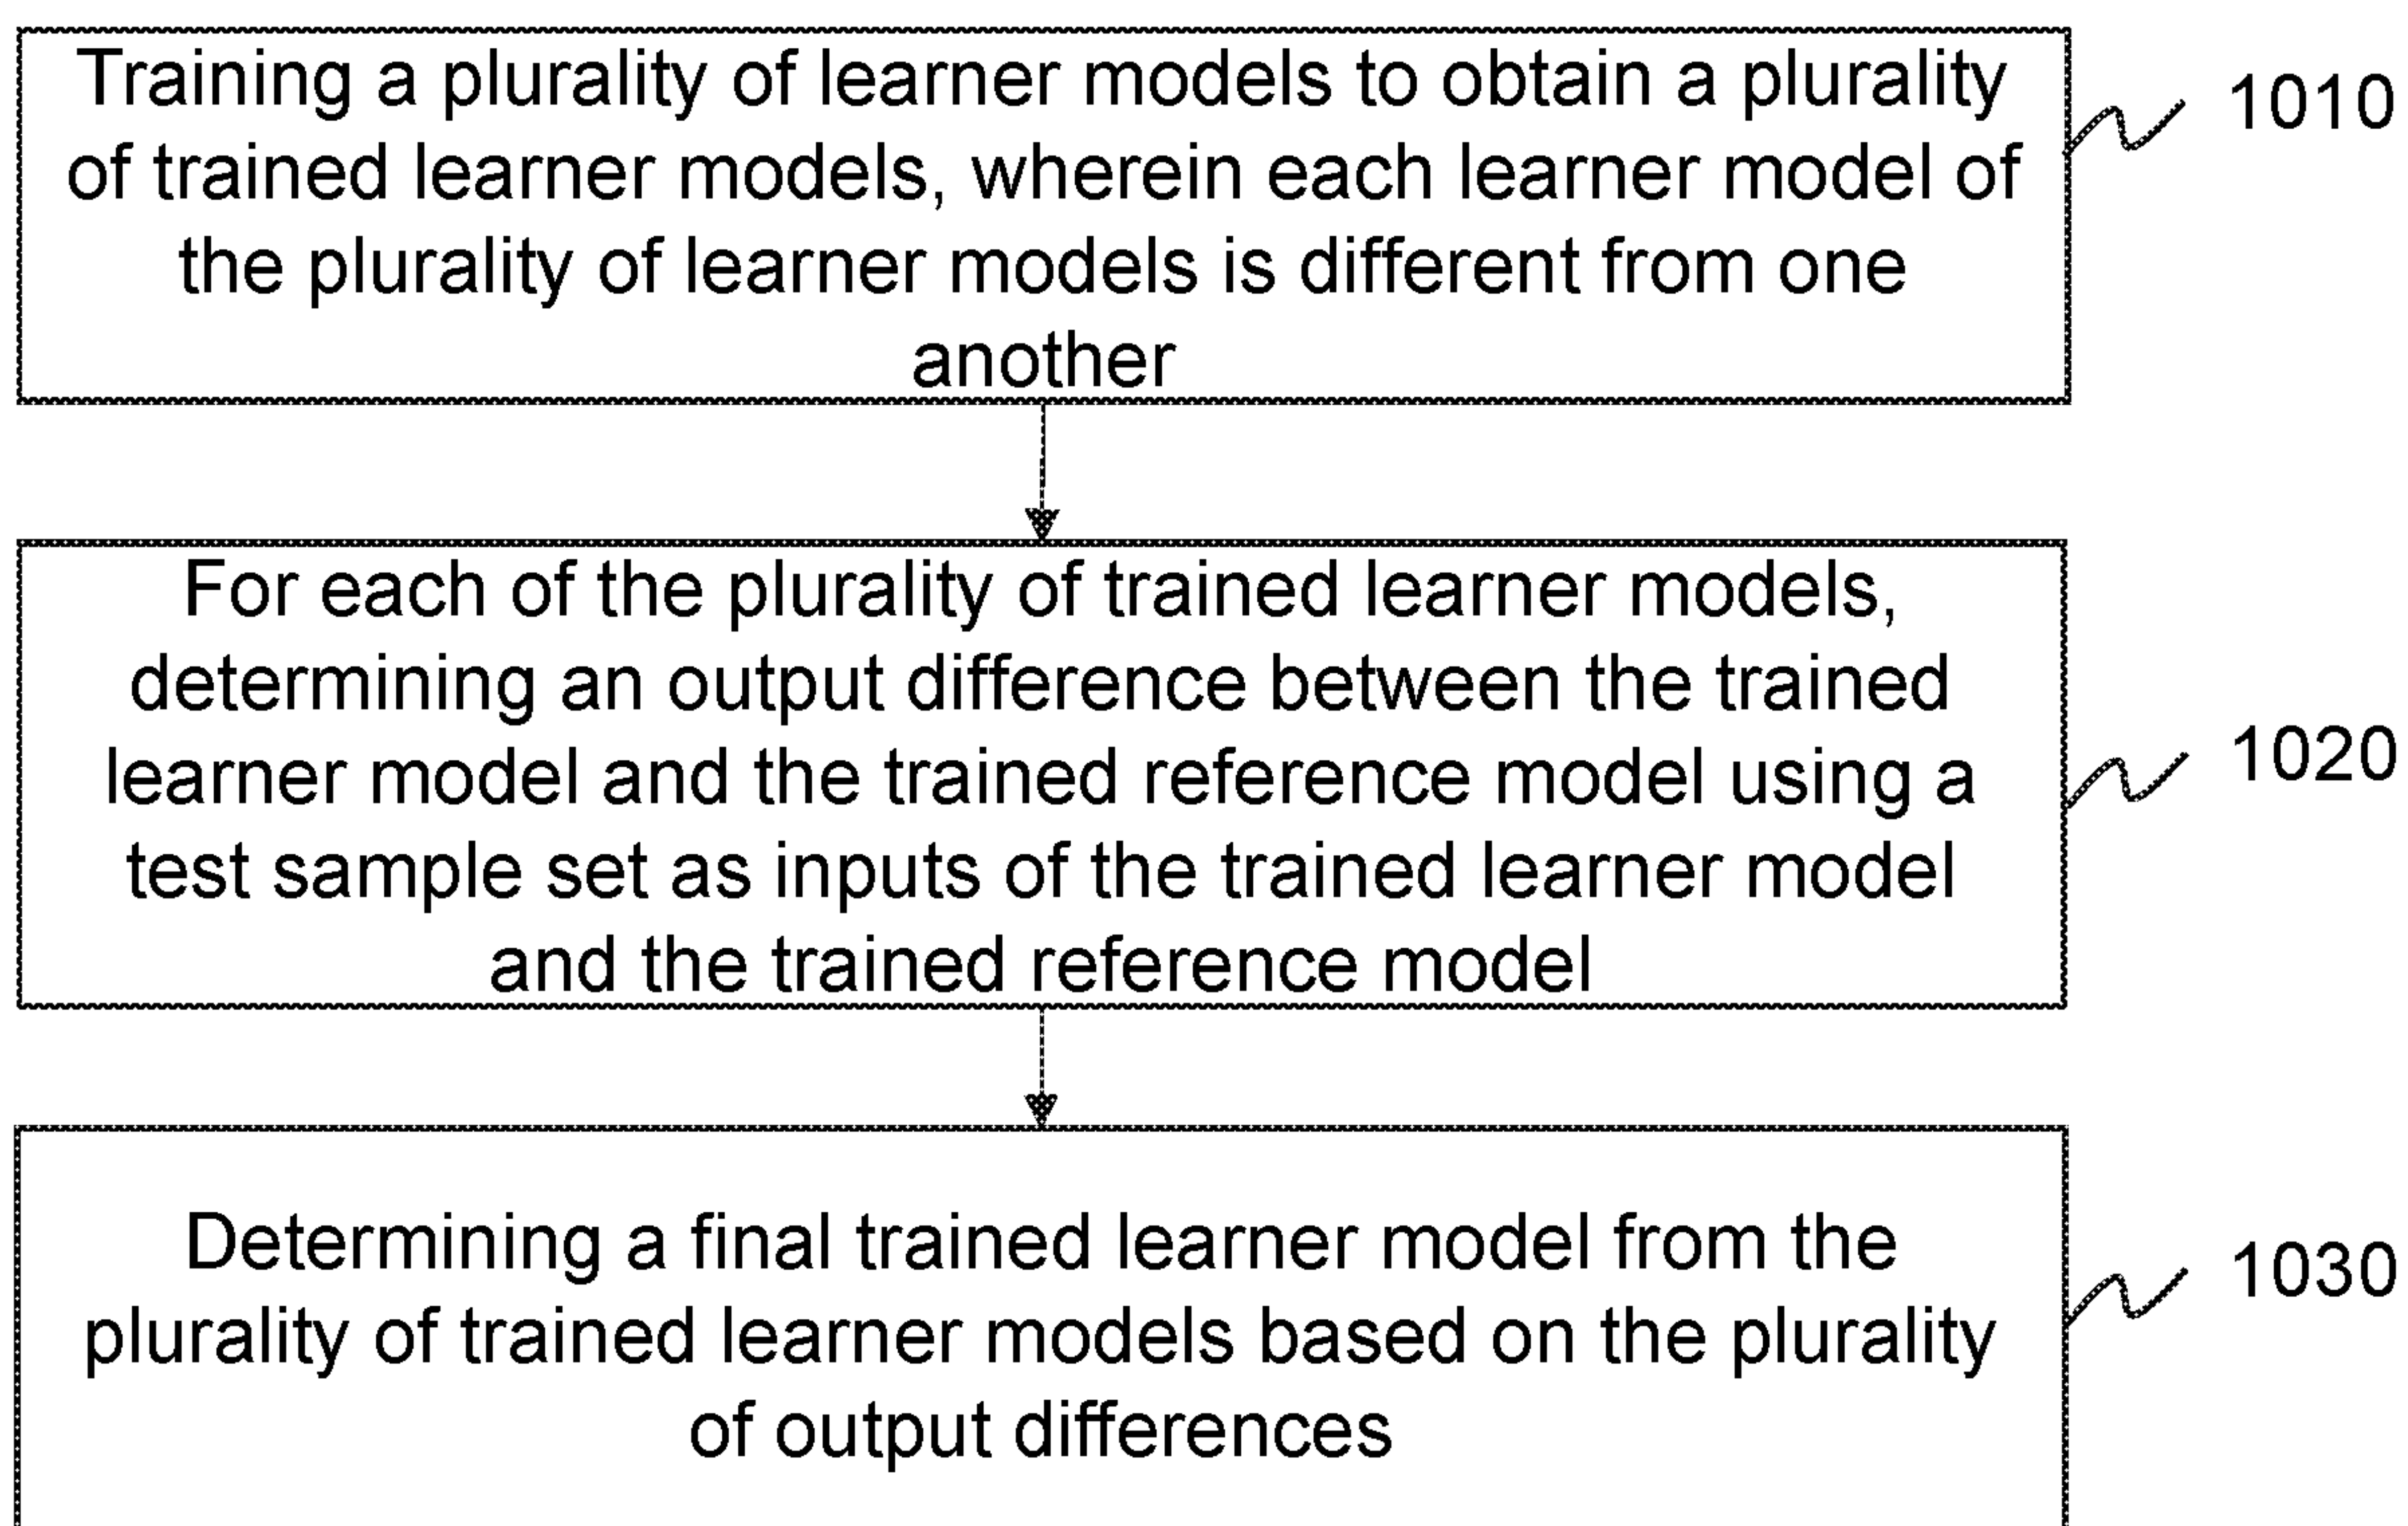 Training a plurality of learner models to obtain a plurality
of trained learner models, wherein each learner model of
the plurality of learner models is different from one
another
1010
For each of the plurality of trained learner models,
determining an output difference between the trained
learner model and the trained reference model using a
test sample set as inputs of the trained learner model
and the trained reference model
1020
Determining a final trained learner model from the
plurality of trained learner models based on the plurality
of output differences
1030